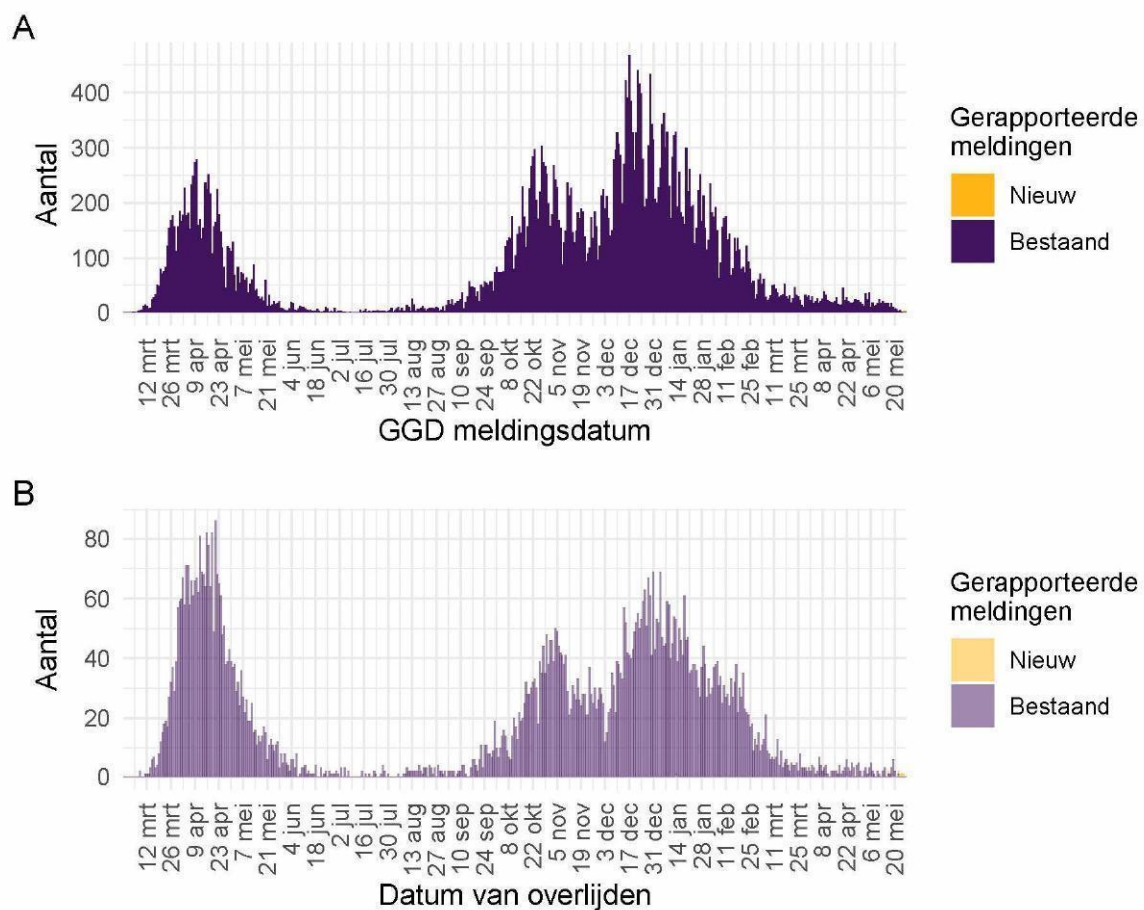 A
Aantal
400
300
200
100
0
12 mrt
26 mrt
9 apr
23 apr
7 mei
21 mei
4 jun
18 jun
2 jul
16 jul
30 jul
13 aug
27 aug
10 sep
24 sep
8 okt
22 okt
5 nov
19 nov
3 dec
17 dec
31 dec
14 jan
28 jan
11 feb
25 feb
11 mrt
25 mrt
8 apr
22 apr
6 mei
20 mei
GGD meldingsdatum
Gerapporteerde
meldingen
Nieuw
Bestaand
B
Aantal
80
60
40
20
0
12 mrt
26 mrt
9 apr
23 apr
7 mei
21 mei
4 jun
18 jun
2 jul
16 jul
30 jul
13 aug
27 aug
10 sep
24 sep
8 okt
22 okt
5 nov
19 nov
3 dec
17 dec
31 dec
14 jan
28 jan
11 feb
25 feb
11 mrt
25 mrt
8 apr
22 apr
6 mei
20 mei
Datum van overlijden
Gerapporteerde
meldingen
Nieuw
Bestaand